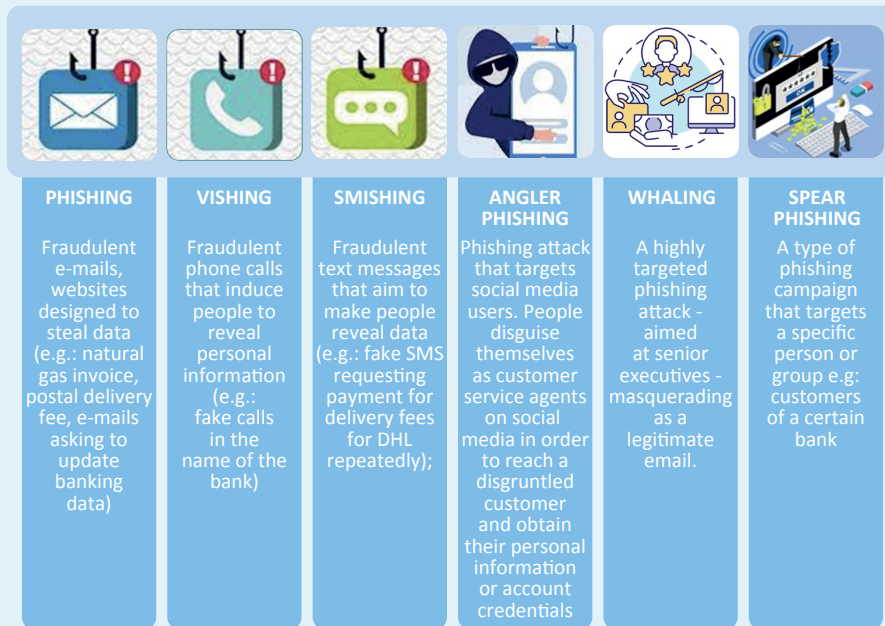 PHISHING
Fraudulent
e-mails,
websites
designed to
steal data
(e.g.: natural
gas invoice,
postal delivery
fee, e-mails
asking to
update
banking
data)
VISHING
Fraudulent
phone calls
that induce
people to
reveal
personal
information
(e.g.:
fake calls
in the
name of the
bank)
SMISHING
Fraudulent
text messages
that aim to
make people
reveal data
(e.g.: fake SMS
requesting
payment for
delivery fees
for DHL
repeatedly);
ANGLER
PHISHING
Phishing attack
that targets
social media
users. People
disguise
themselves
as customer
service agents
on social
media in order
to reach a
disgruntled
customer
and obtain
their personal
information
or account
credentials
WHALING
A highly
targeted
phishing
attack -
aimed
at senior
executives -
masquerading
as a
legitimate
email.
SPEAR
PHISHING
A type of
phishing
campaign
that targets
a specific
person or
group e.g:
customers
of a certain
bank